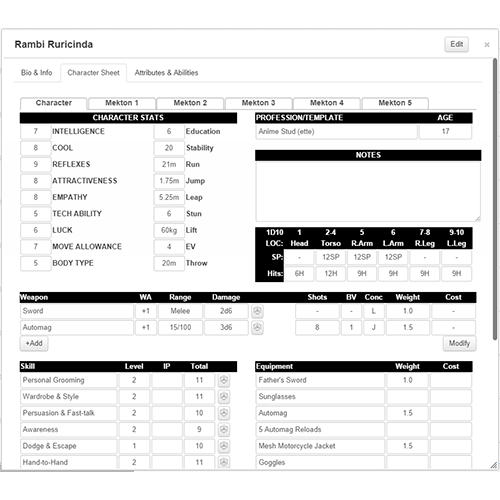 Rambi Ruricinda Edit ×
Bio & Info Character Sheet Attributes & Abilities
Character Mekton 1 Mekton 2 Mekton 3 Mekton 4 Mekton 5
CHARACTER STATS PROFESSION/TEMPLATE AGE
7 INTELLIGENCE 6 Education Anime Stud (ette) 17
8 COOL 20 Stability
9 REFLEXES 21m Run NOTES
8 ATTRACTIVENESS 1.75m Jump
8 EMPATHY 5.25m Leap
5 TECH ABILITY 6 Stun
6 LUCK 60kg Lift
7 MOVE ALLOWANCE 4 EV
5 BODY TYPE 20m Throw
1D10 1 2-4 5 6 7-8 9-10
LOC: Head Torso R.Arm L.Arm R.Leg L.Leg
SP: - 12SP 12SP 12SP - -
Hits: 6H 12H 9H 9H 9H 9H
Weapon WA Range Damage Shots BV Conc Weight Cost
Sword +1 Melee 2d6 - - L 1.0 -
Automag +1 15/100 3d6 8 1 J 1.5 -
+Add Modify
Skill Level IP Total Equipment Weight Cost
Personal Grooming 2 11 Father's Sword 1.0
Wardrobe & Style 2 11 Sunglasses
Persuasion & Fast-talk 2 10 Automag 1.5
Awareness 2 9 5 Automag Reloads
Dodge & Escape 1 10 Mesh Motorcycle Jacket 1.5
Hand-to-Hand 2 11 Goggles